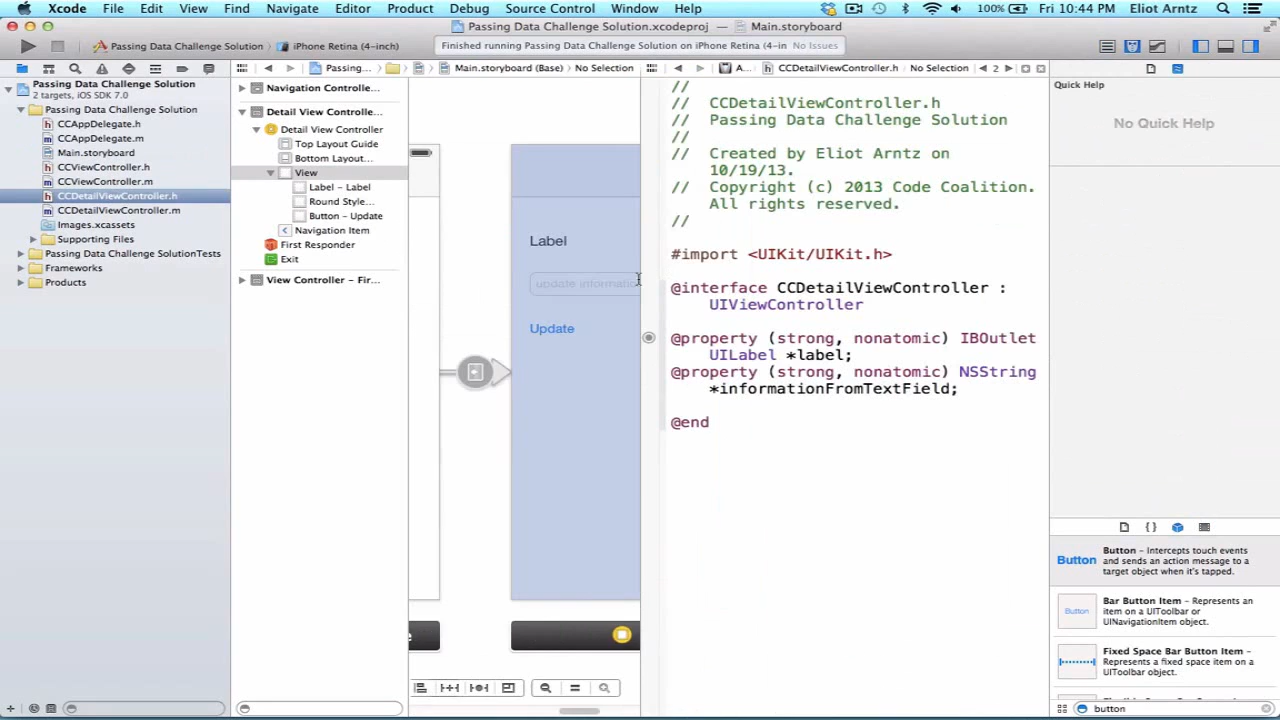 Xcode File Edit View Find Navigate Editor Product Debug Source Control Window Help 100% Fri 10:44 PM Eliot Arntz
Passing Data Challenge Solution.xcodeproj — Main.storyboard
Passing Data Challenge Solution iPhone Retina (4-inch) Finished running Passing Data Challenge Solution on iPhone Retina (4-in No Issues
Passing... Main.storyboard (Base) No Selection
A... CCDetailViewController.h No Selection 2
Passing Data Challenge Solution
2 targets, iOS SDK 7.0
Passing Data Challenge Solution
CCAppDelegate.h
CCAppDelegate.m
Main.storyboard
CCViewController.h
CCViewController.m
CCDetailViewController.h
CCDetailViewController.m
Images.xcassets
Supporting Files
Passing Data Challenge SolutionTests
Frameworks
Products
Navigation Controlle...
Detail View Controlle...
Detail View Controller
Top Layout Guide
Bottom Layout...
View
Label – Label
Round Style...
Button – Update
Navigation Item
First Responder
Exit
View Controller – Fir...
Label
update informatio
Update
//
// CCDetailViewController.h
// Passing Data Challenge Solution
//
// Created by Eliot Arntz on
10/19/13.
// Copyright (c) 2013 Code Coalition.
All rights reserved.
//
#import <UIKit/UIKit.h>
@interface CCDetailViewController :
UIViewController
@property (strong, nonatomic) IBOutlet
UILabel *label;
@property (strong, nonatomic) NSString
*informationFromTextField;
@end
Quick Help
No Quick Help
Button
Button – Intercepts touch events
and sends an action message to a
target object when it's tapped.
Button
Bar Button Item – Represents an
item on a UIToolbar or
UINavigationItem object.
Fixed Space Bar Button Item –
Represents a fixed space item on a
UIToolbar object.
button